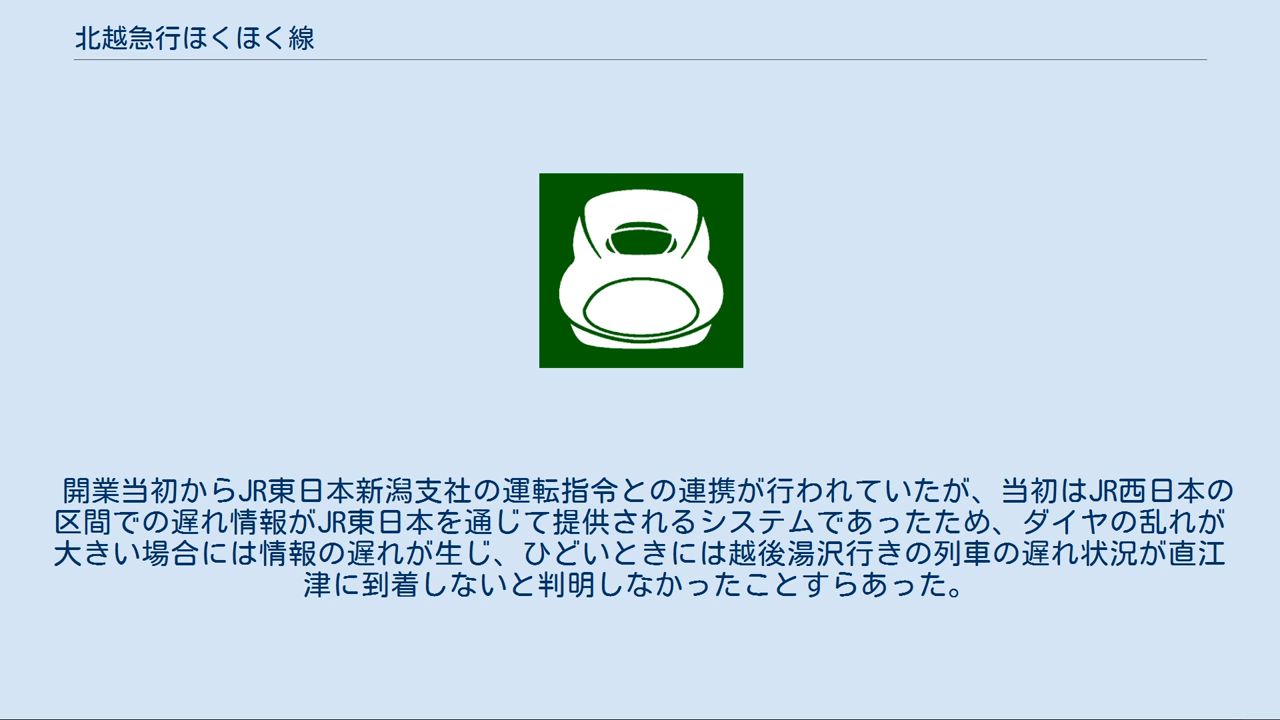 北越急行ほくほく線
開業当初からJR東日本新潟支社の運転指令との連携が行われていたが、当初はJR西日本の
区間での遅れ情報がJR東日本を通じて提供されるシステムであったため、ダイヤの乱れが
大きい場合には情報の遅れが生じ、ひどいときには越後湯沢行きの列車の遅れ状況が直江
津に到着しないと判明しなかったことすらあった。